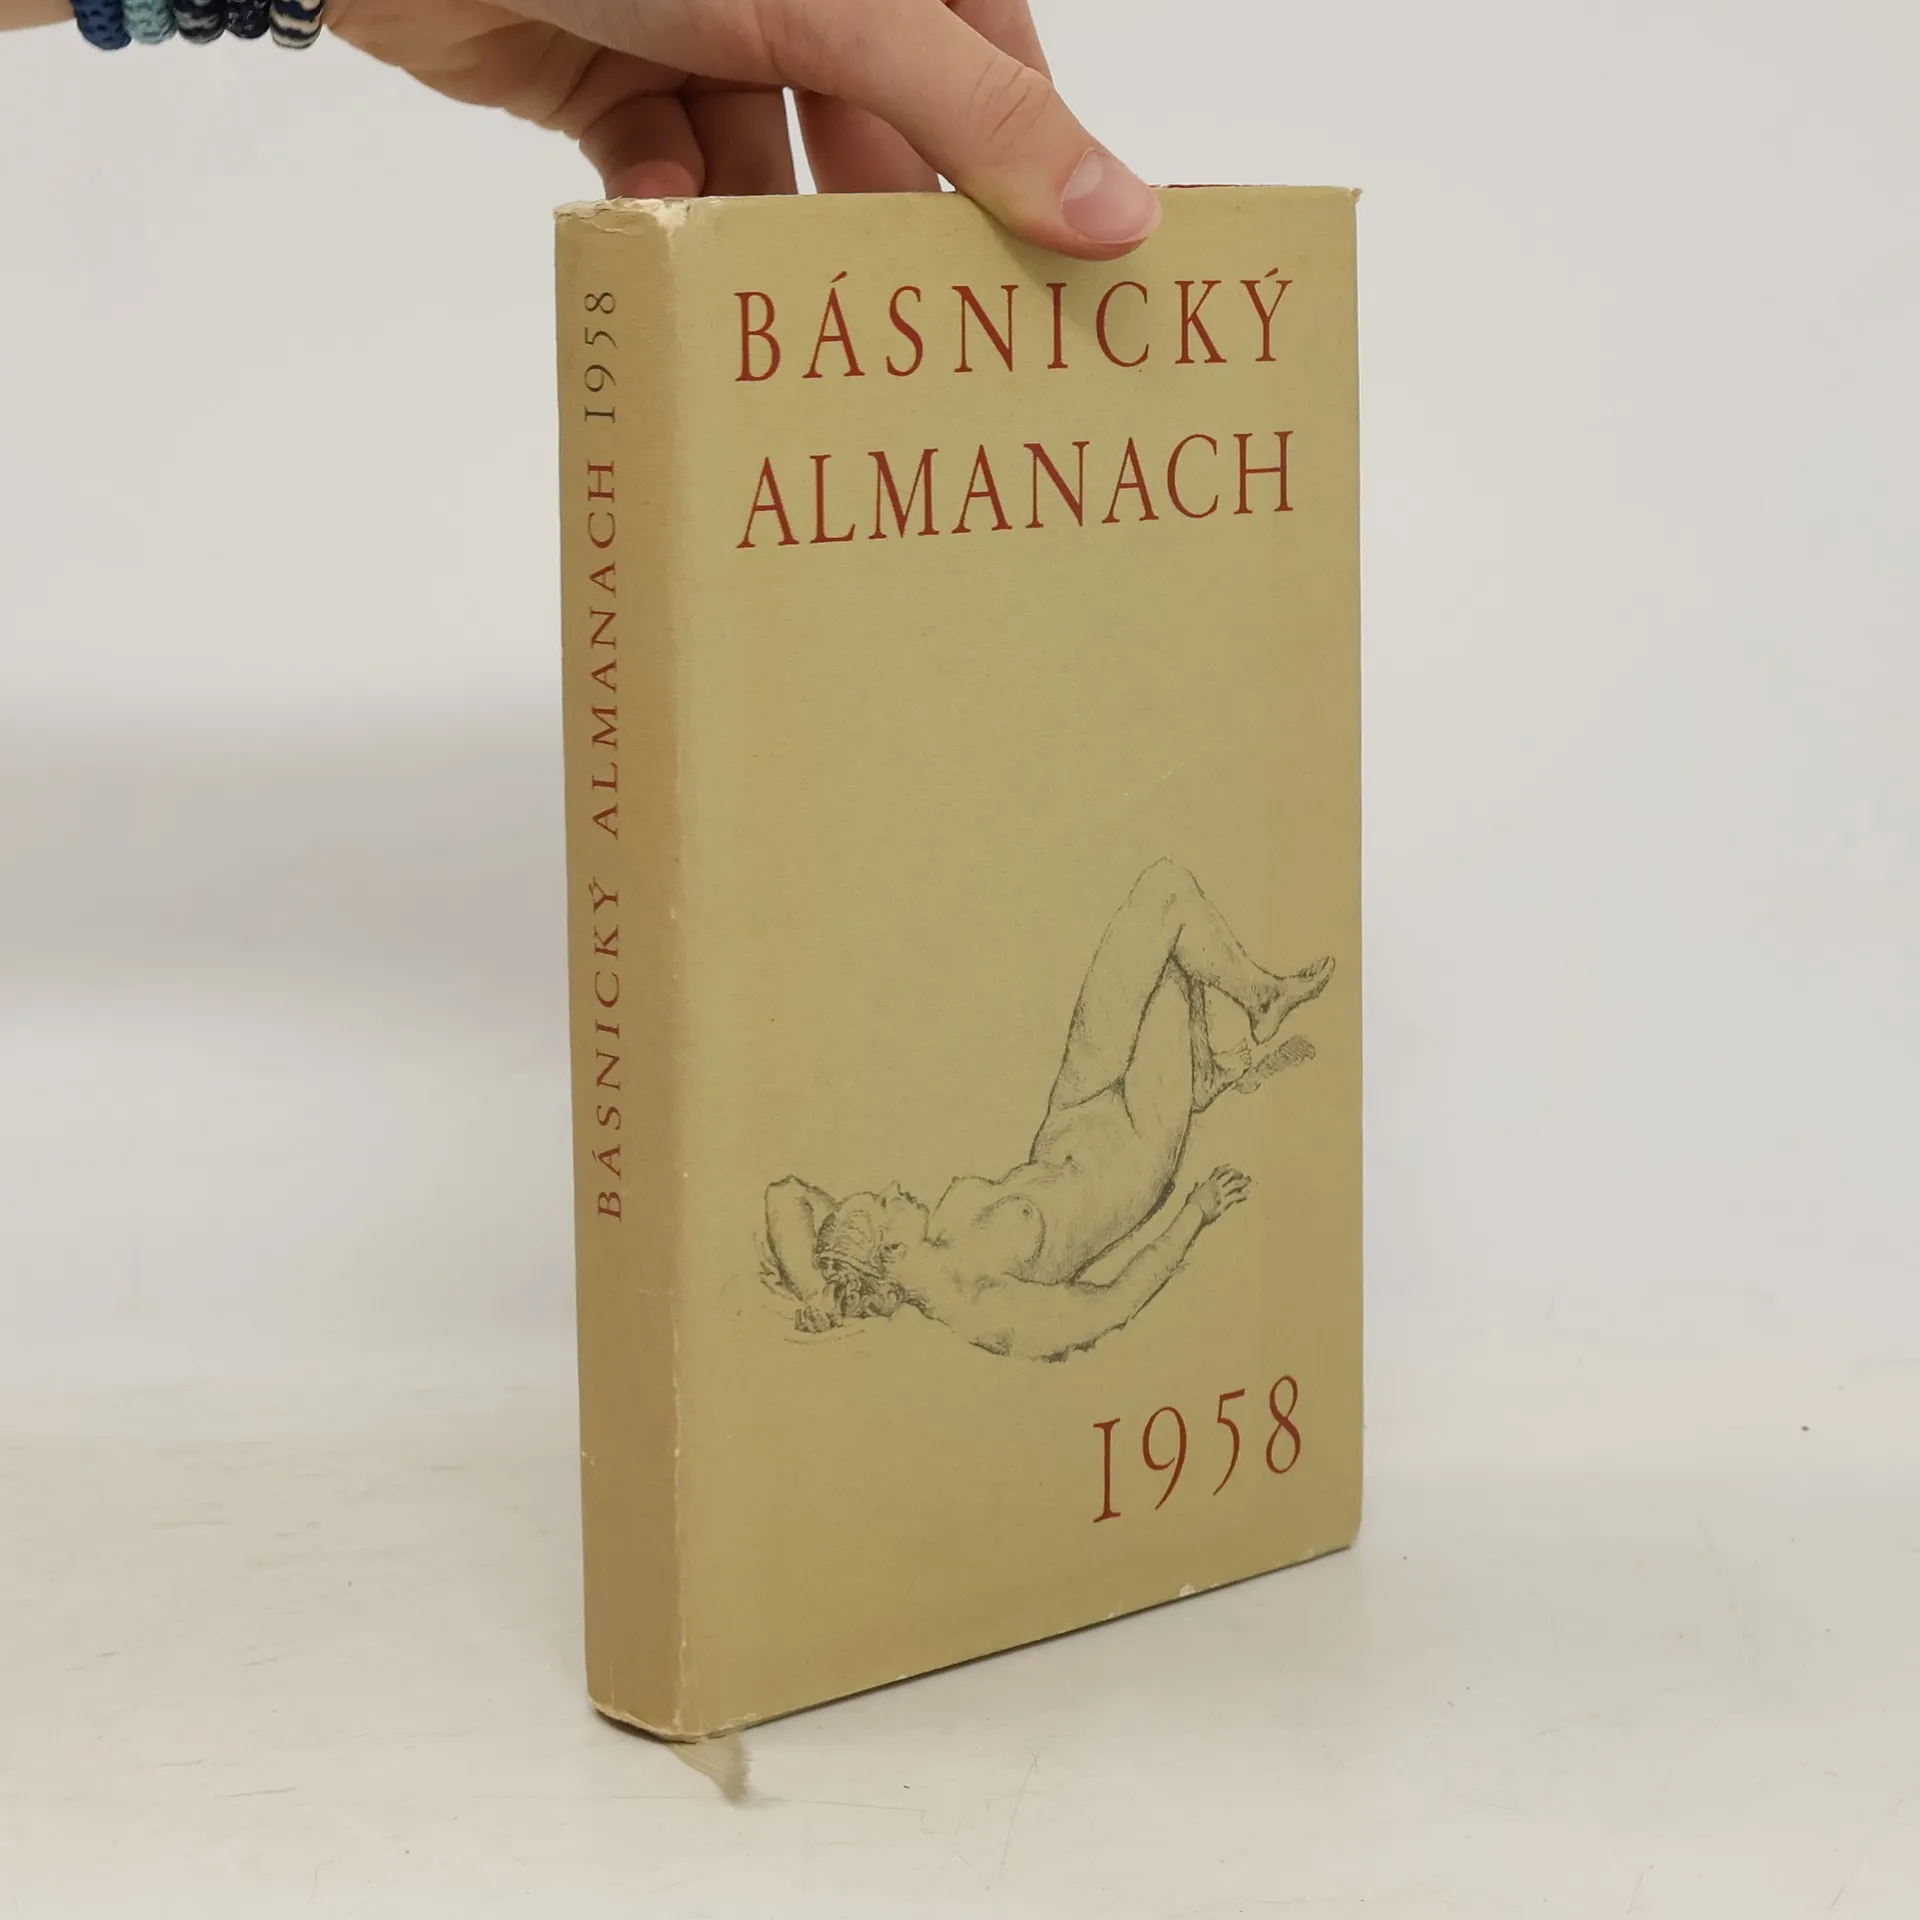 BÁSNICKÝ ALMANACH 1958
BÁSNICKÝ
ALMANACH
1958